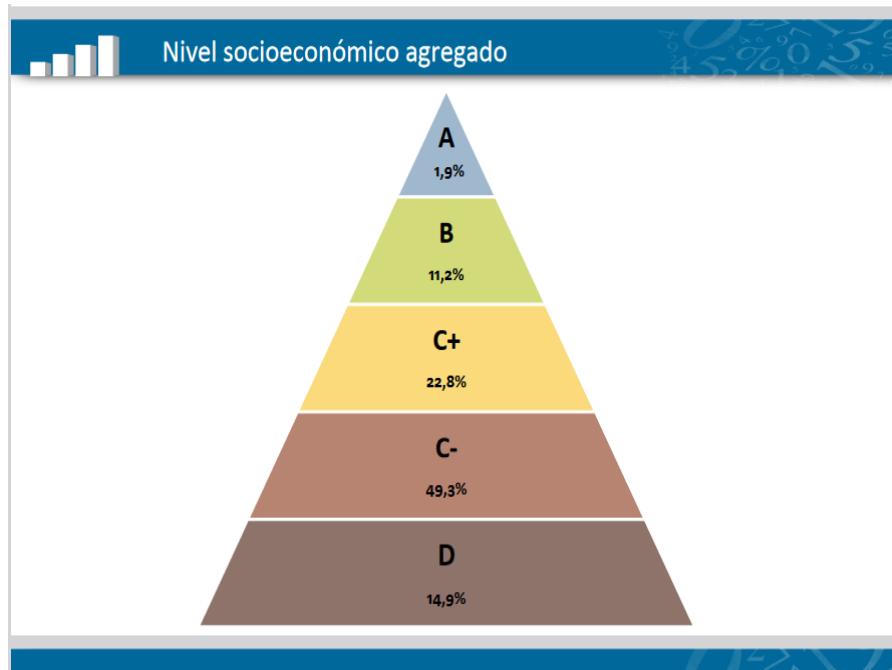 Nivel socioeconómico agregado
A
1,9%
B
11,2%
C+
22,8%
C-
49,3%
D
14,9%